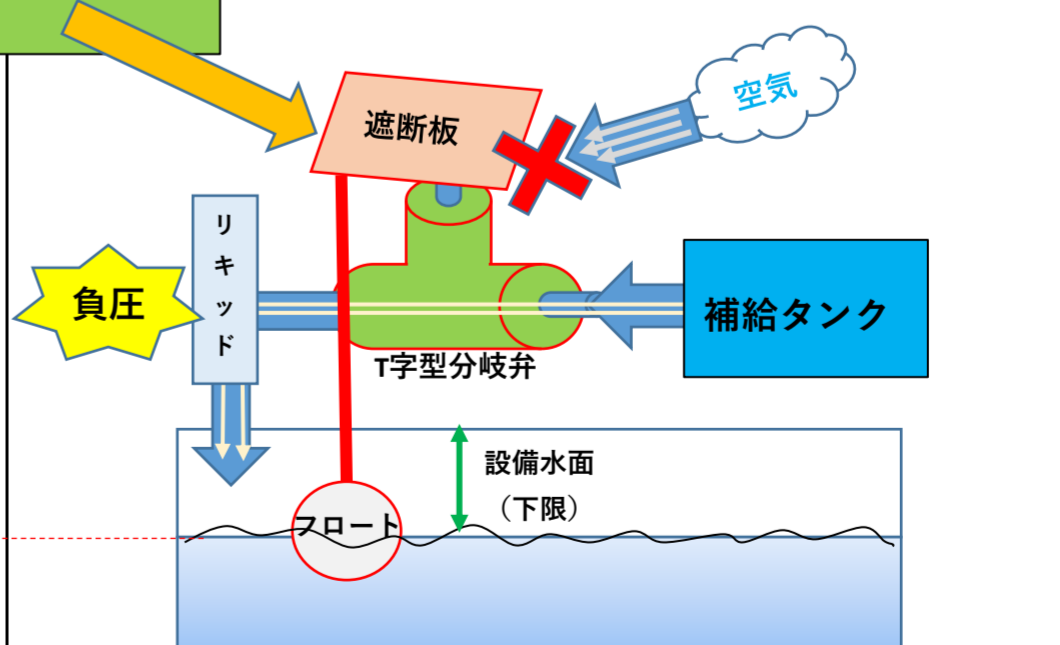 空気
遮断板
リキッド
負圧
補給タンク
T字型分岐弁
設備水面
（下限）
フロート